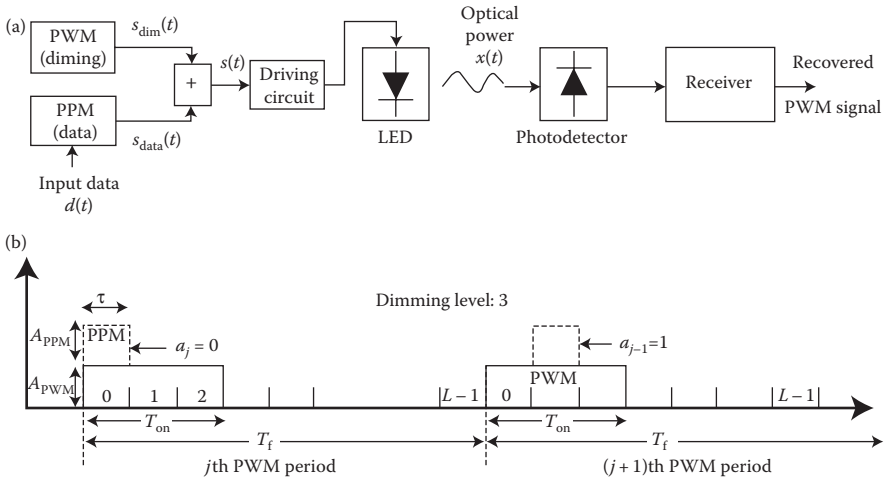 (a)
PWM
(diming)
s_dim(t)
PPM
(data)
s_data(t)
Input data
d(t)
+
s(t)
Driving
circuit
LED
Optical
power
x(t)
Photodetector
Receiver
Recovered
PWM signal
(b)
τ
Dimming level: 3
A_PPM
PPM
a_j = 0
a_{j–1}=1
A_PWM
PWM
0
1
2
L – 1
0
L – 1
T_on
T_on
T_f
T_f
jth PWM period
(j + 1)th PWM period